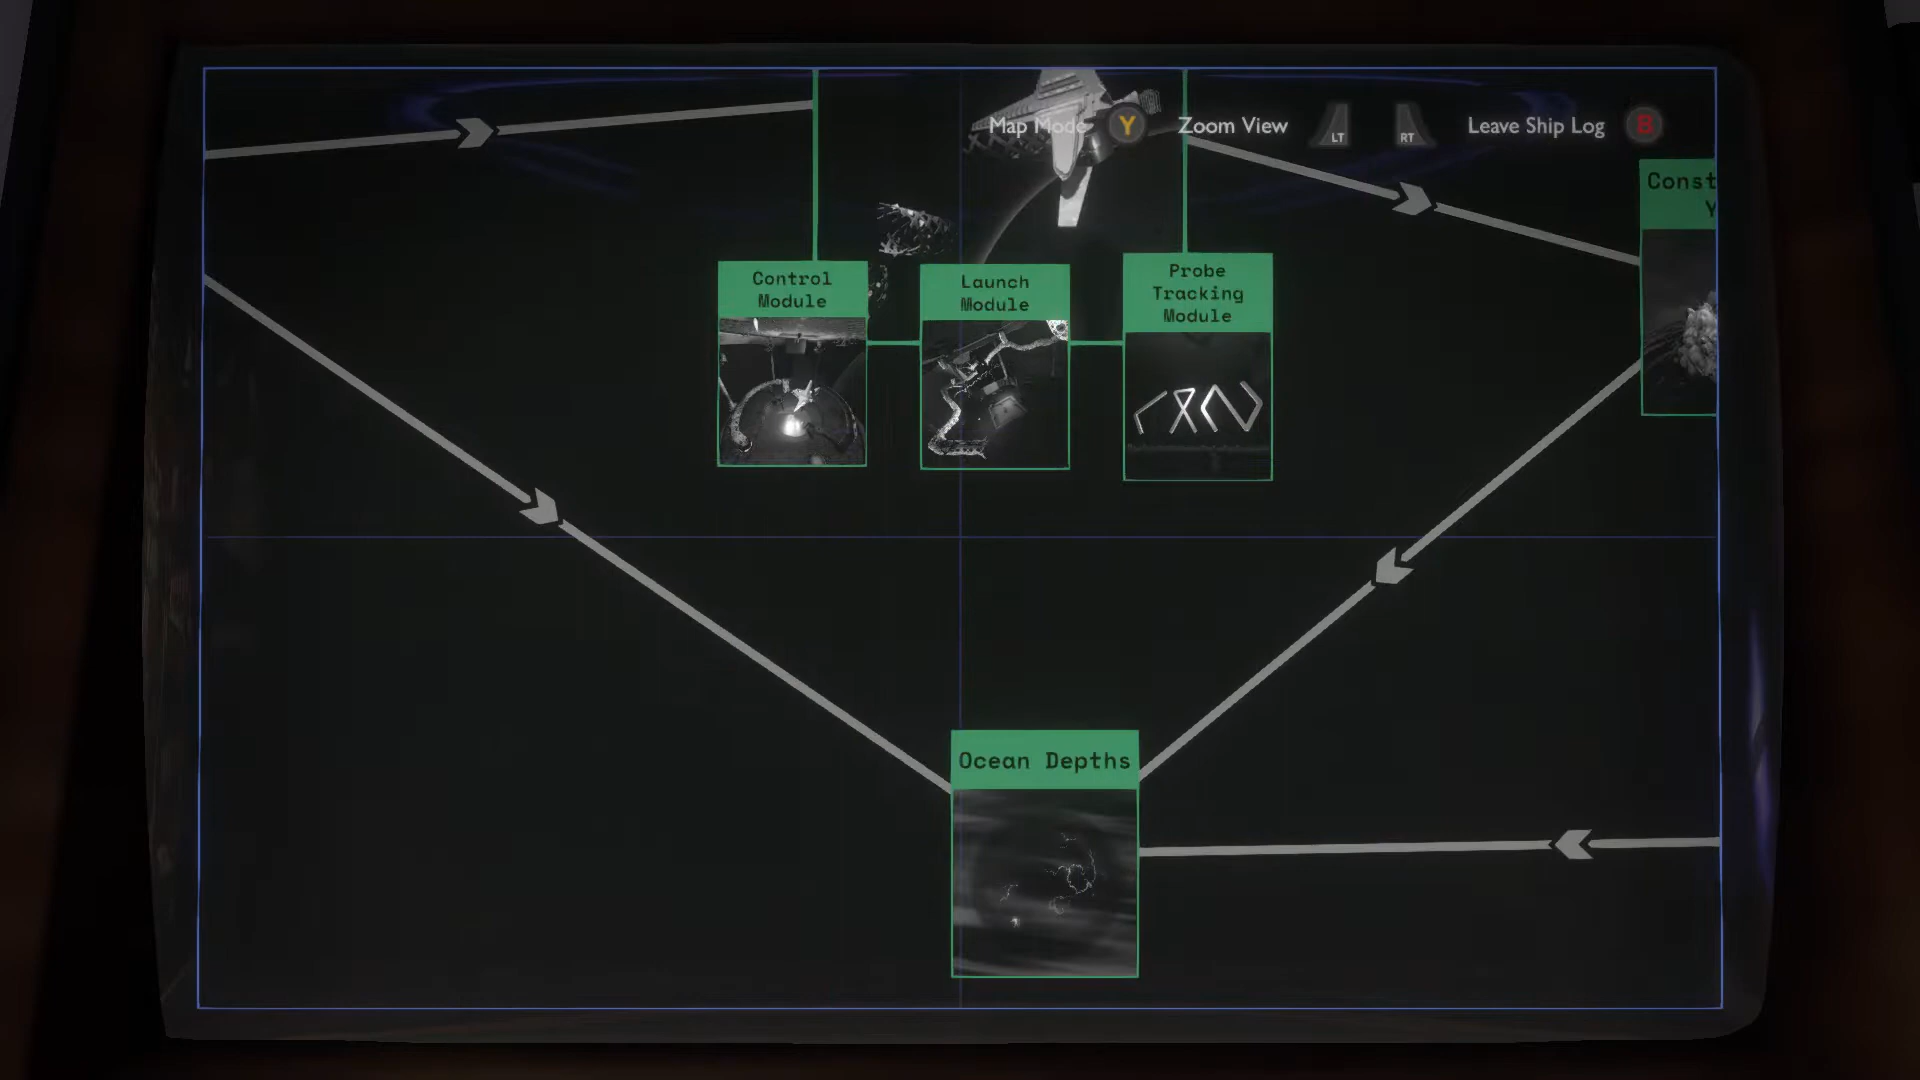 Map Mode Y Zoom View LT RT Leave Ship Log B
Const
Y
Control
Module
Launch
Module
Probe
Tracking
Module
Ocean Depths